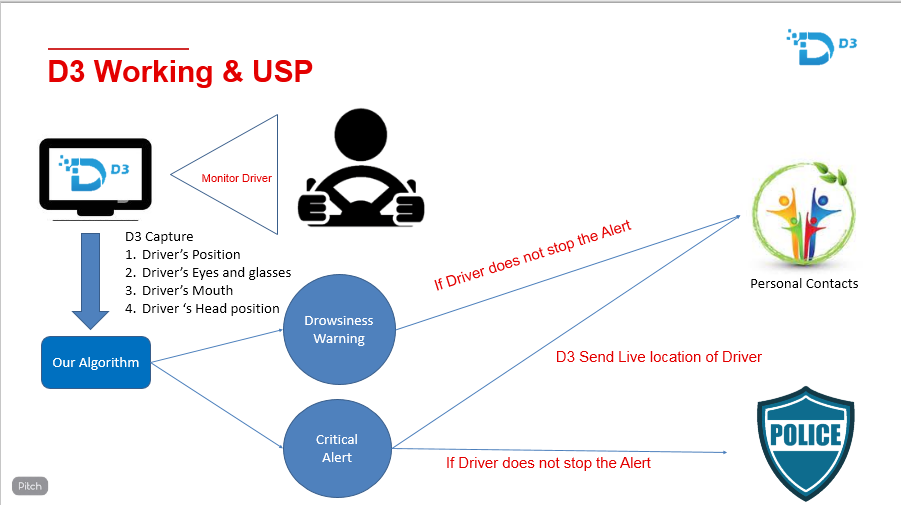 D3
D3 Working & USP
D3
Monitor Driver
D3 Capture
1. Driver's Position
2. Driver's Eyes and glasses
3. Driver's Mouth
4. Driver 's Head position
If Driver does not stop the Alert
Personal Contacts
Drowsiness
Warning
Our Algorithm
D3 Send Live location of Driver
Critical
Alert
POLICE
If Driver does not stop the Alert
Pitch